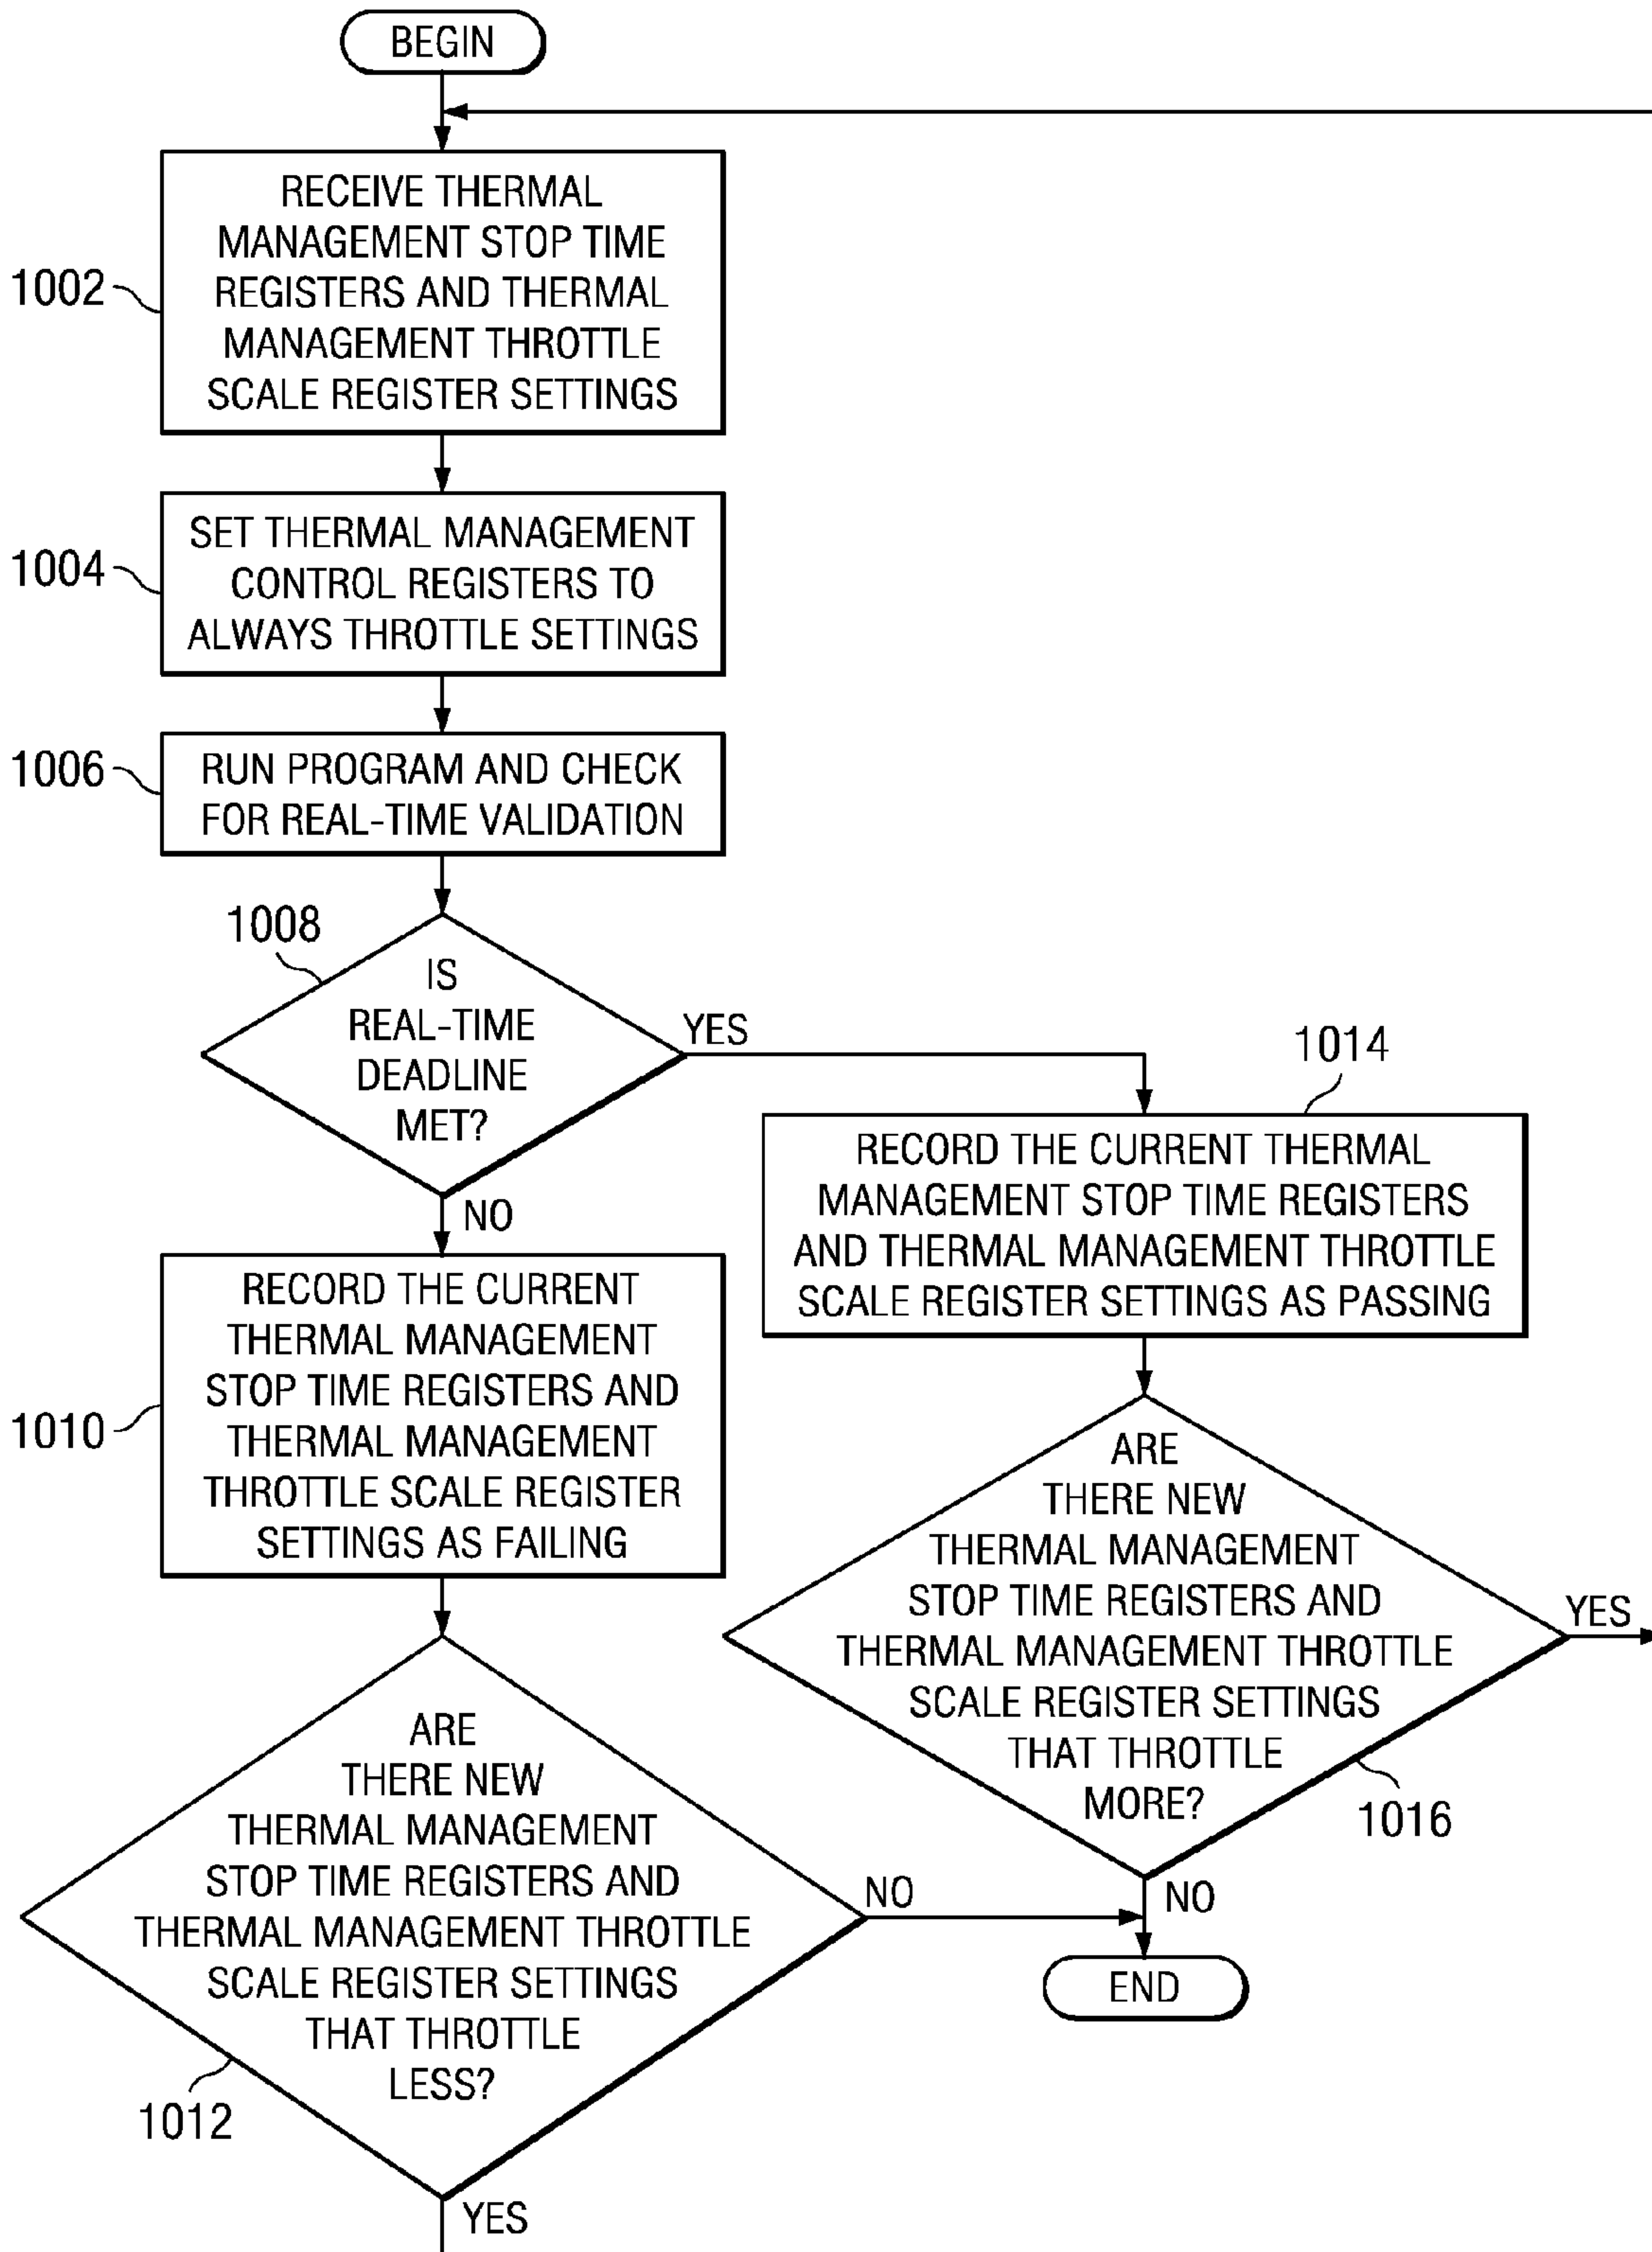 BEGIN
1002
RECEIVE THERMAL
MANAGEMENT STOP TIME
REGISTERS AND THERMAL
MANAGEMENT THROTTLE
SCALE REGISTER SETTINGS
1004
SET THERMAL MANAGEMENT
CONTROL REGISTERS TO
ALWAYS THROTTLE SETTINGS
1006
RUN PROGRAM AND CHECK
FOR REAL-TIME VALIDATION
1008
IS
REAL-TIME
DEADLINE
MET?
YES
NO
1010
RECORD THE CURRENT
THERMAL MANAGEMENT
STOP TIME REGISTERS AND
THERMAL MANAGEMENT
THROTTLE SCALE REGISTER
SETTINGS AS FAILING
1014
RECORD THE CURRENT THERMAL
MANAGEMENT STOP TIME REGISTERS
AND THERMAL MANAGEMENT THROTTLE
SCALE REGISTER SETTINGS AS PASSING
ARE
THERE NEW
THERMAL MANAGEMENT
STOP TIME REGISTERS AND
THERMAL MANAGEMENT THROTTLE
SCALE REGISTER SETTINGS
THAT THROTTLE
MORE?
YES
1016
NO
ARE
THERE NEW
THERMAL MANAGEMENT
STOP TIME REGISTERS AND
THERMAL MANAGEMENT THROTTLE
SCALE REGISTER SETTINGS
THAT THROTTLE
LESS?
NO
1012
YES
END